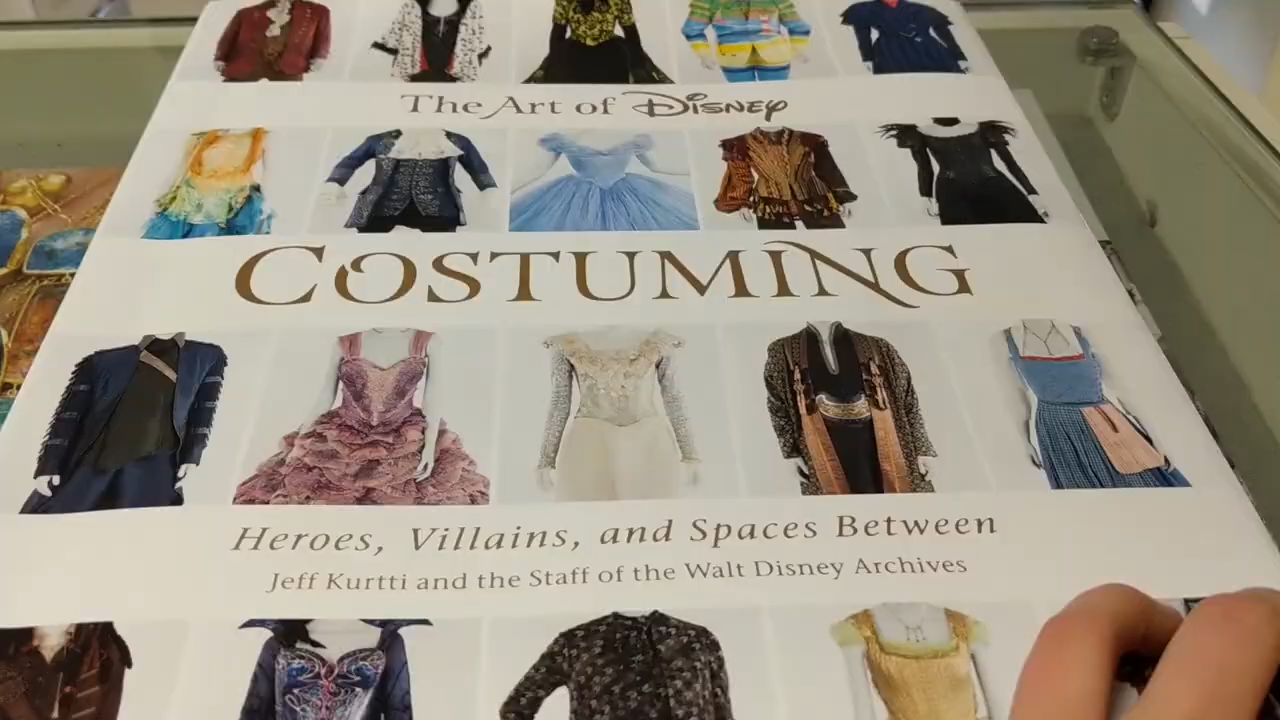 The Art of Disney
Costuming
Heroes, Villains, and Spaces Between
Jeff Kurtti and the Staff of the Walt Disney Archives